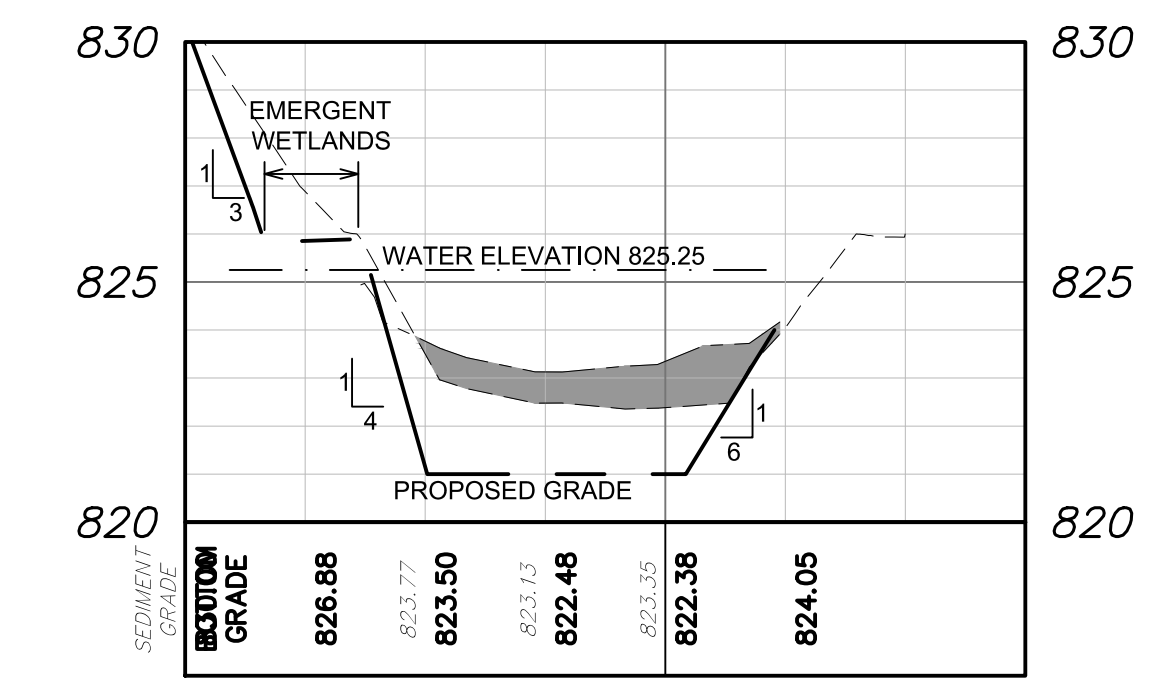 830
830
EMERGENT
WETLANDS
1
3
WATER ELEVATION 825.25
825
825
1
4
1
6
PROPOSED GRADE
820
820
SEDIMENT
GRADE
GRADE
826.88
823.77
823.50
823.13
822.48
823.35
822.38
824.05